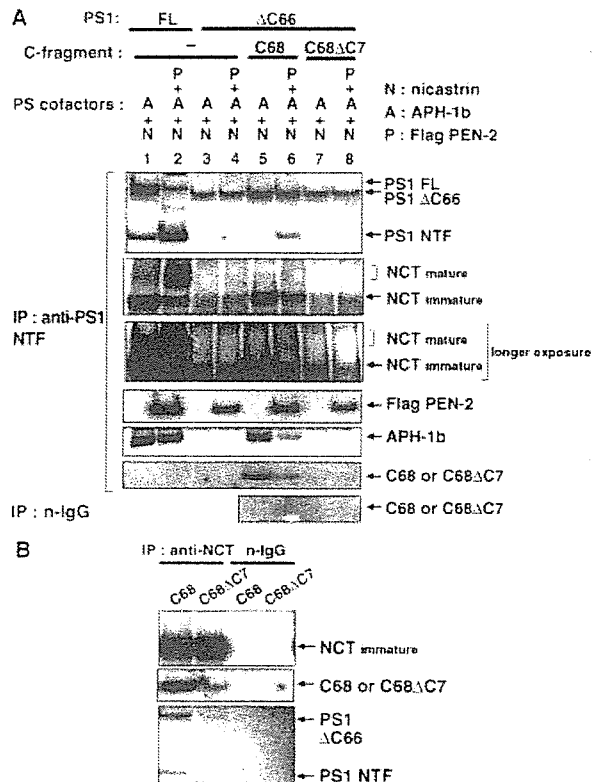 A
PS1: FL ΔC66
C-fragment : – C68 C68ΔC7
P P P P
+ + + +
PS cofactors : A A A A A A A A
+ + + + + + + +
N N N N N N N N
N : nicastrin
A : APH-1b
P : Flag PEN-2
1 2 3 4 5 6 7 8
PS1 FL
PS1 ΔC66
PS1 NTF
NCT mature
NCT immature
IP : anti-PS1
NTF
NCT mature
NCT immature
longer exposure
Flag PEN-2
APH-1b
C68 or C68ΔC7
IP : n-IgG
C68 or C68ΔC7
B
IP : anti-NCT n-IgG
C68 C68ΔC7 C68 C68ΔC7
NCT immature
C68 or C68ΔC7
PS1
ΔC66
PS1 NTF